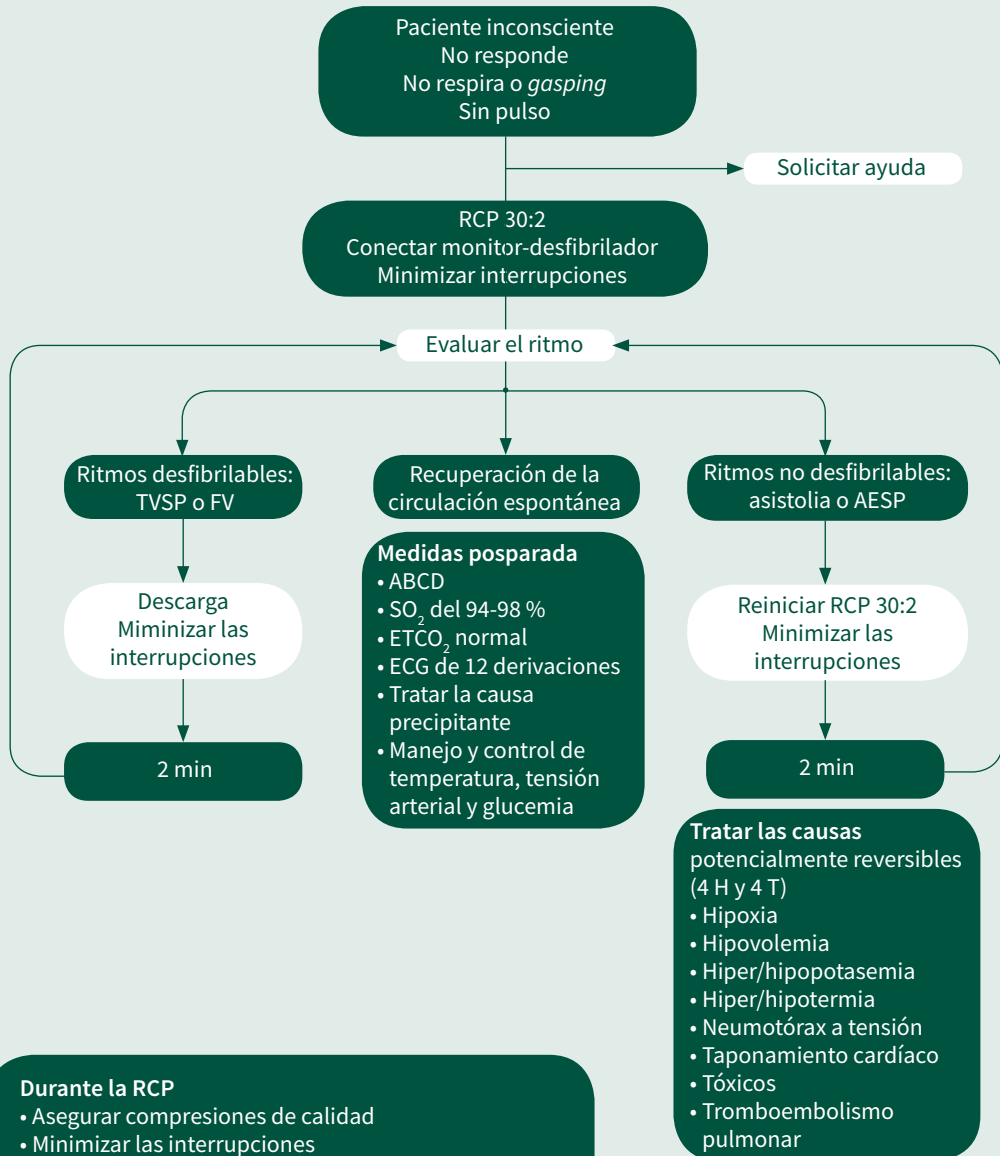 Paciente inconsciente
No responde
No respira o gasping
Sin pulso
Solicitar ayuda
RCP 30:2
Conectar monitor-desfibrilador
Minimizar interrupciones
Evaluar el ritmo
Ritmos desfibrilables:
TVSP o FV
Descarga
Miminizar las
interrupciones
2 min
Recuperación de la
circulación espontánea
Medidas posparada
• ABCD
• SO₂ del 94-98 %
• ETCO₂ normal
• ECG de 12 derivaciones
• Tratar la causa
precipitante
• Manejo y control de
temperatura, tensión
arterial y glucemia
Ritmos no desfibrilables:
asistolia o AESP
Reiniciar RCP 30:2
Minimizar las
interrupciones
2 min
Tratar las causas
potencialmente reversibles
(4 H y 4 T)
• Hipoxia
• Hipovolemia
• Hiper/hipopotasemia
• Hiper/hipotermia
• Neumotórax a tensión
• Taponamiento cardíaco
• Tóxicos
• Tromboembolismo
pulmonar
Durante la RCP
• Asegurar compresiones de calidad
• Minimizar las interrupciones